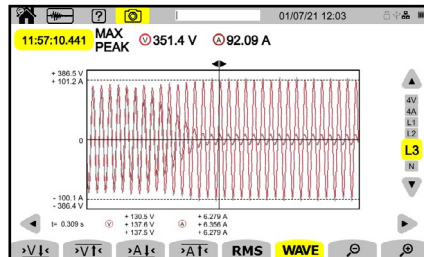 01/07/21 12:03
11:57:10.441 MAX PEAK V 351.4 V A 92.09 A
+ 386.5 V
+ 101.2 A
0
- 100.1 A
- 386.4 V
4V
4A
L1
L2
L3
N
t= 0.309 s V + 130.5 V A + 6.279 A
+ 137.6 V + 6.356 A
+ 137.5 V + 6.279 A
>V↓< >V↑< >A↓< >A↑< RMS WAVE